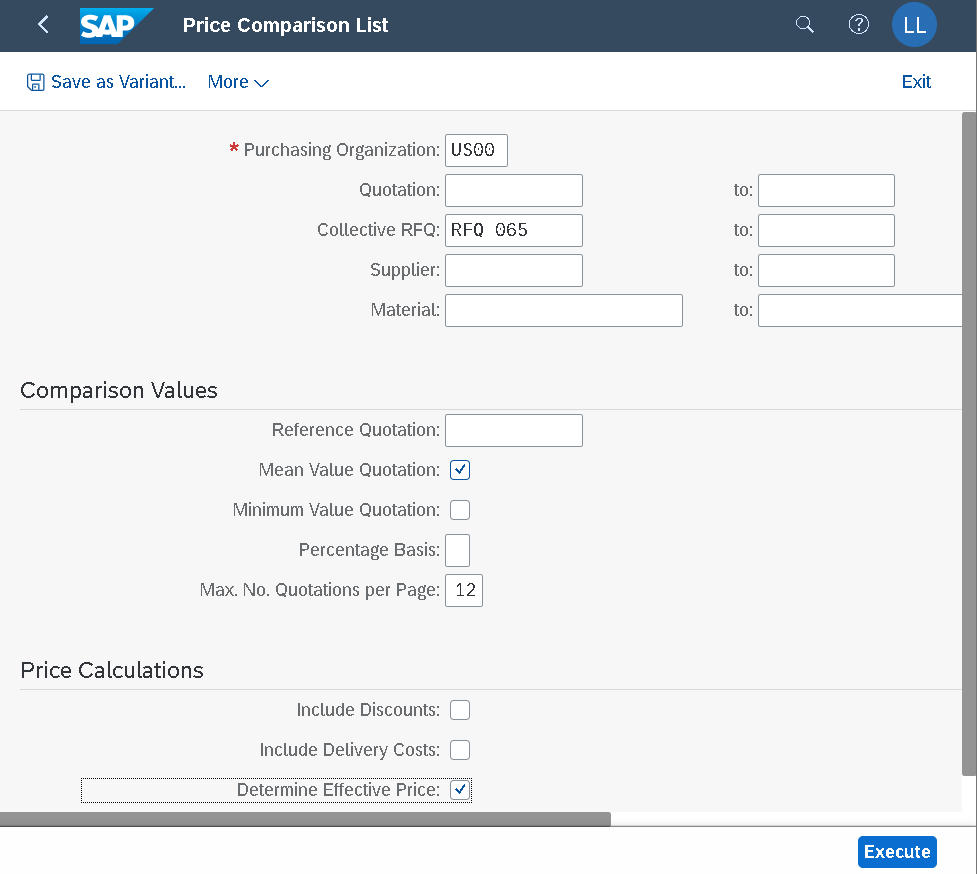 SAP Price Comparison List LL
Save as Variant... More Exit
* Purchasing Organization: US00
Quotation: to:
Collective RFQ: RFQ 065 to:
Supplier: to:
Material: to:
Comparison Values
Reference Quotation:
Mean Value Quotation:
Minimum Value Quotation:
Percentage Basis:
Max. No. Quotations per Page: 12
Price Calculations
Include Discounts:
Include Delivery Costs:
Determine Effective Price:
Execute